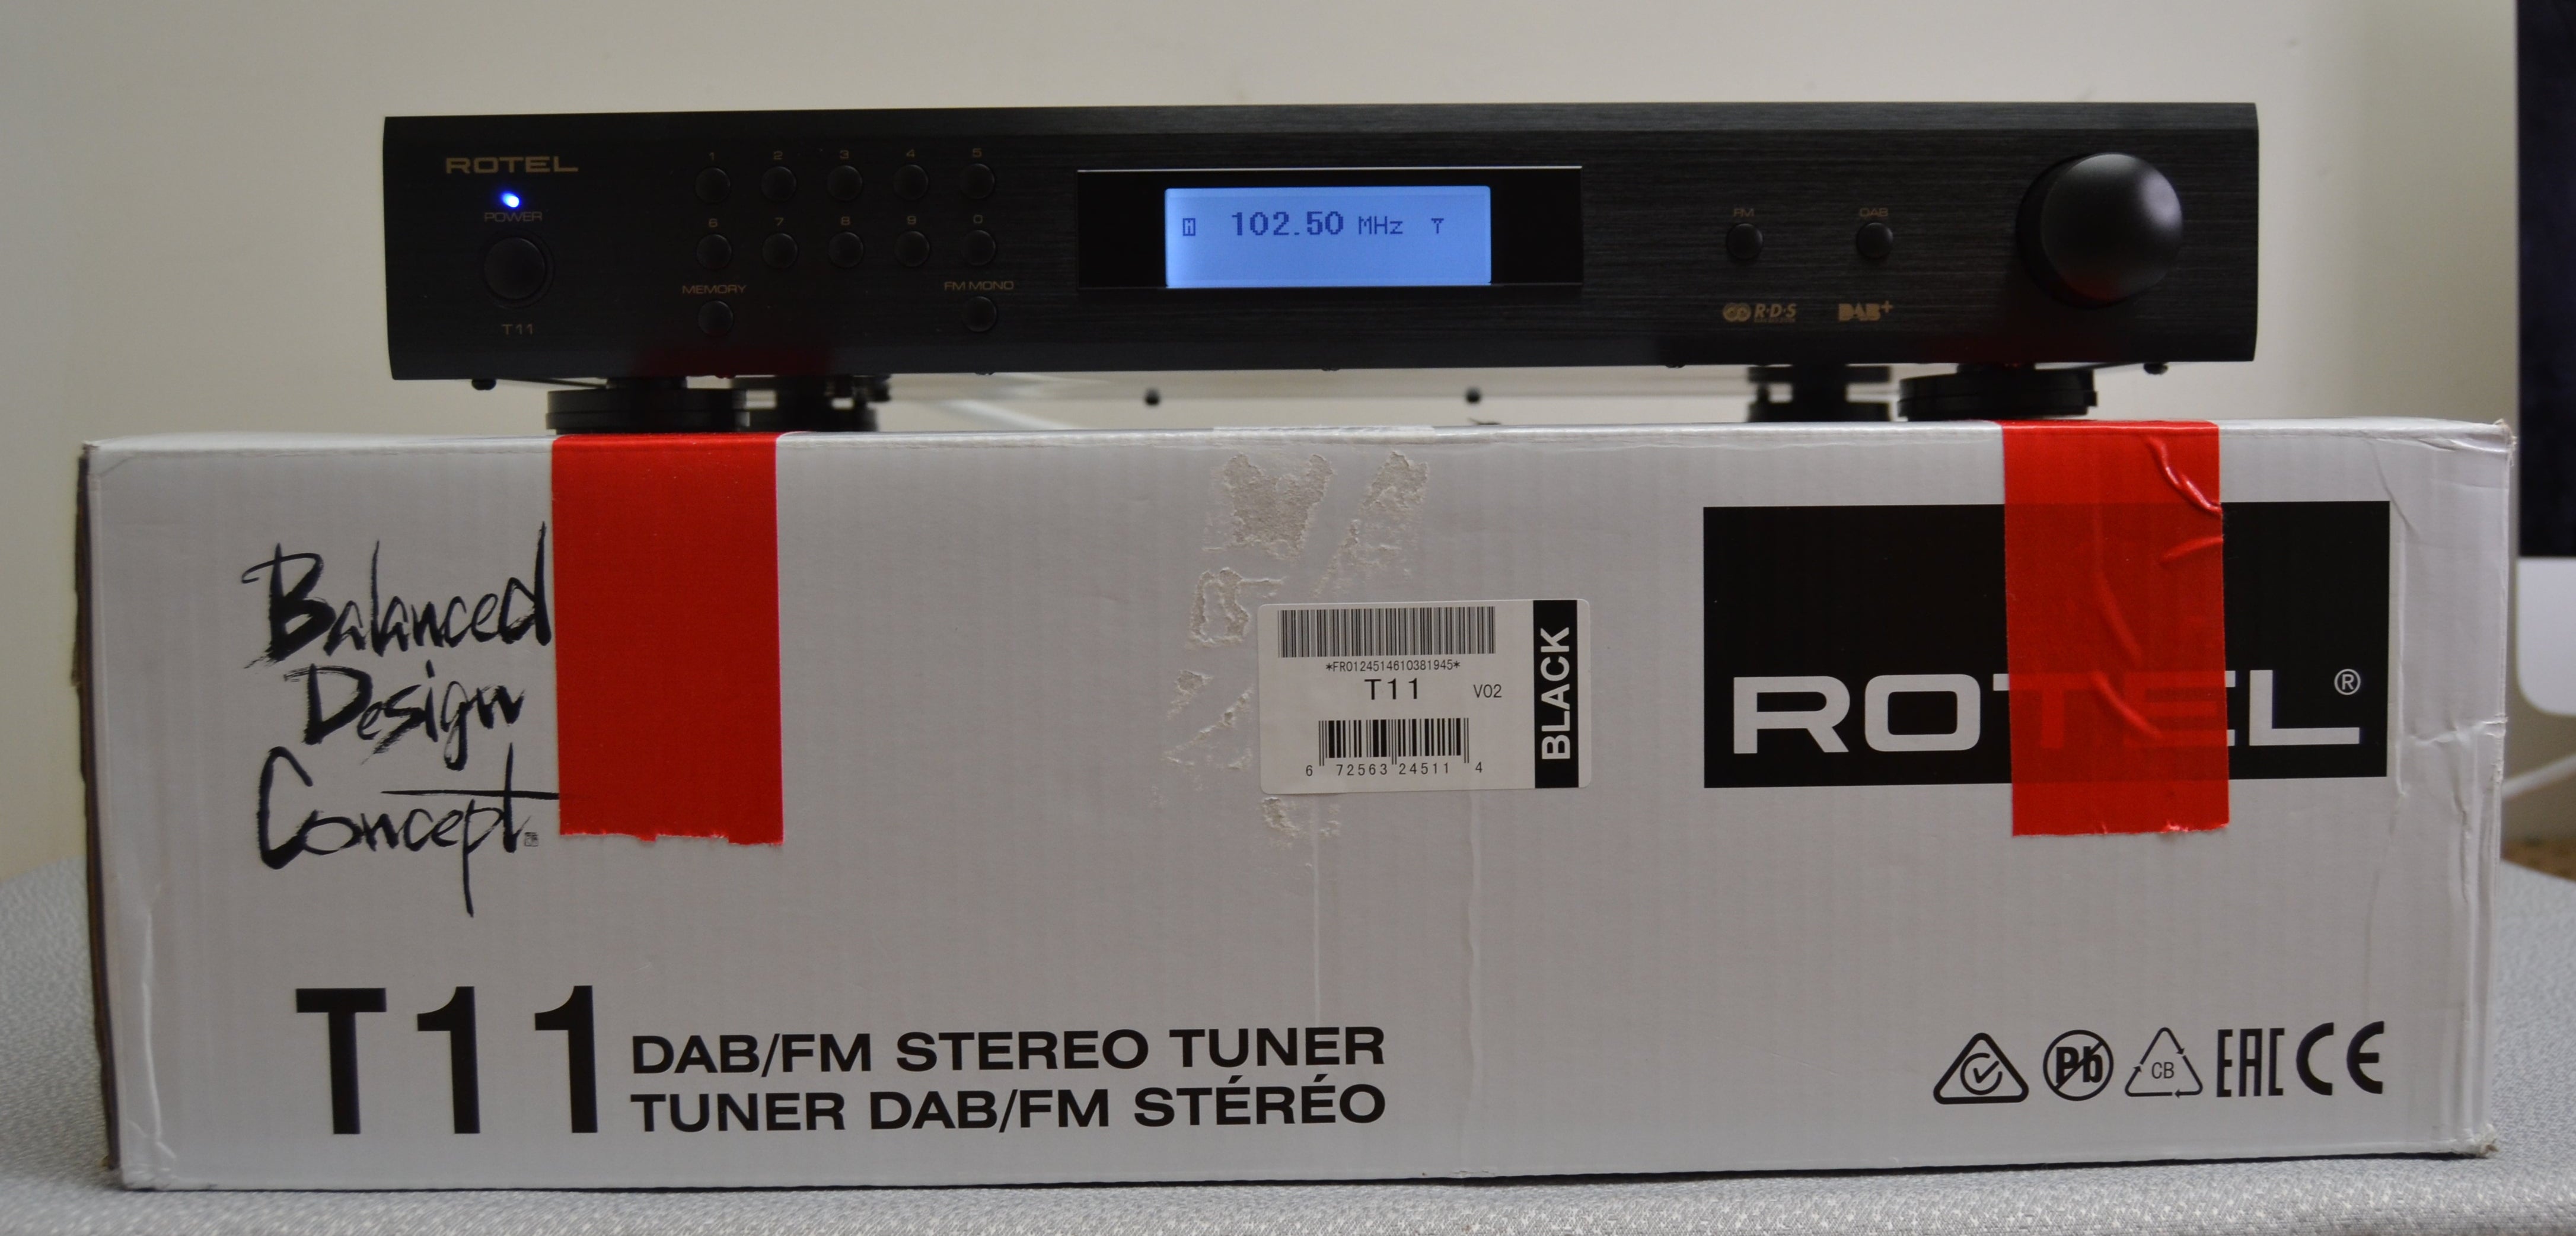 ROTEL
POWER
T11
1 2 3 4 5
6 7 8 9 0
MEMORY
FM MONO
102.50 MHz
FM
DAB
R·D·S
DAB+
Balanced
Design
Concept
*FR0124514610381945*
T11 V02
6 72563 24511 4
BLACK
ROTEL®
T11
DAB/FM STEREO TUNER
TUNER DAB/FM STÉRÉO
Pb
CB
EAC
CE